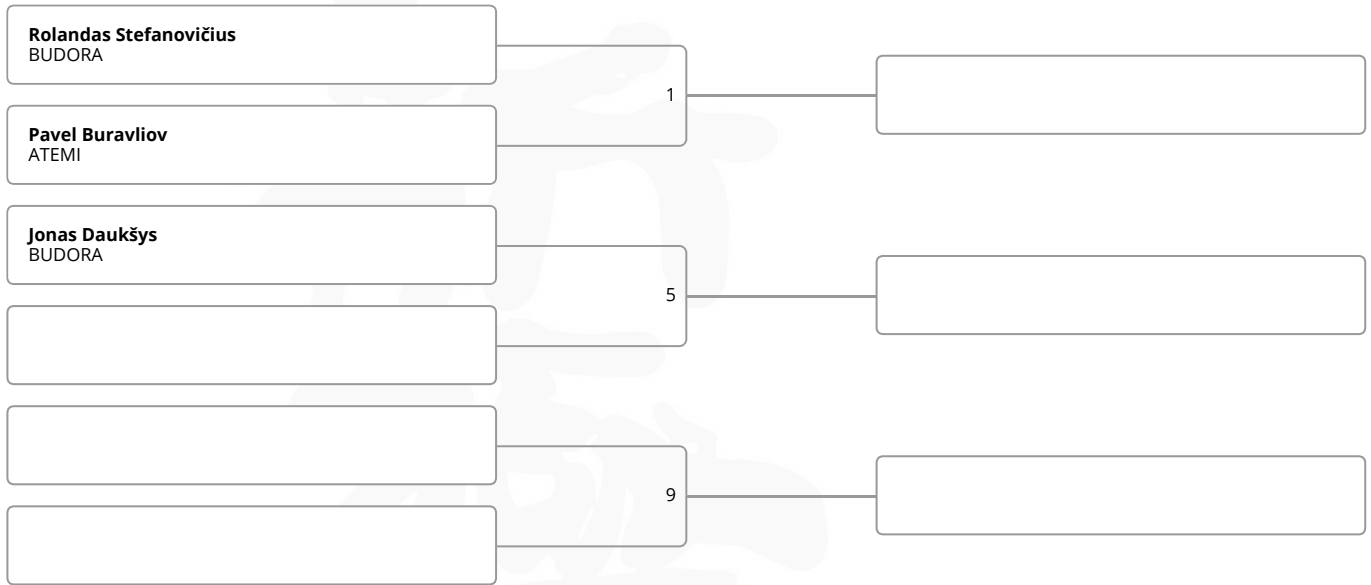 Rolandas Stefanovičius
BUDORA
1
Pavel Buravliov
ATEMI
Jonas Daukšys
BUDORA
5
9